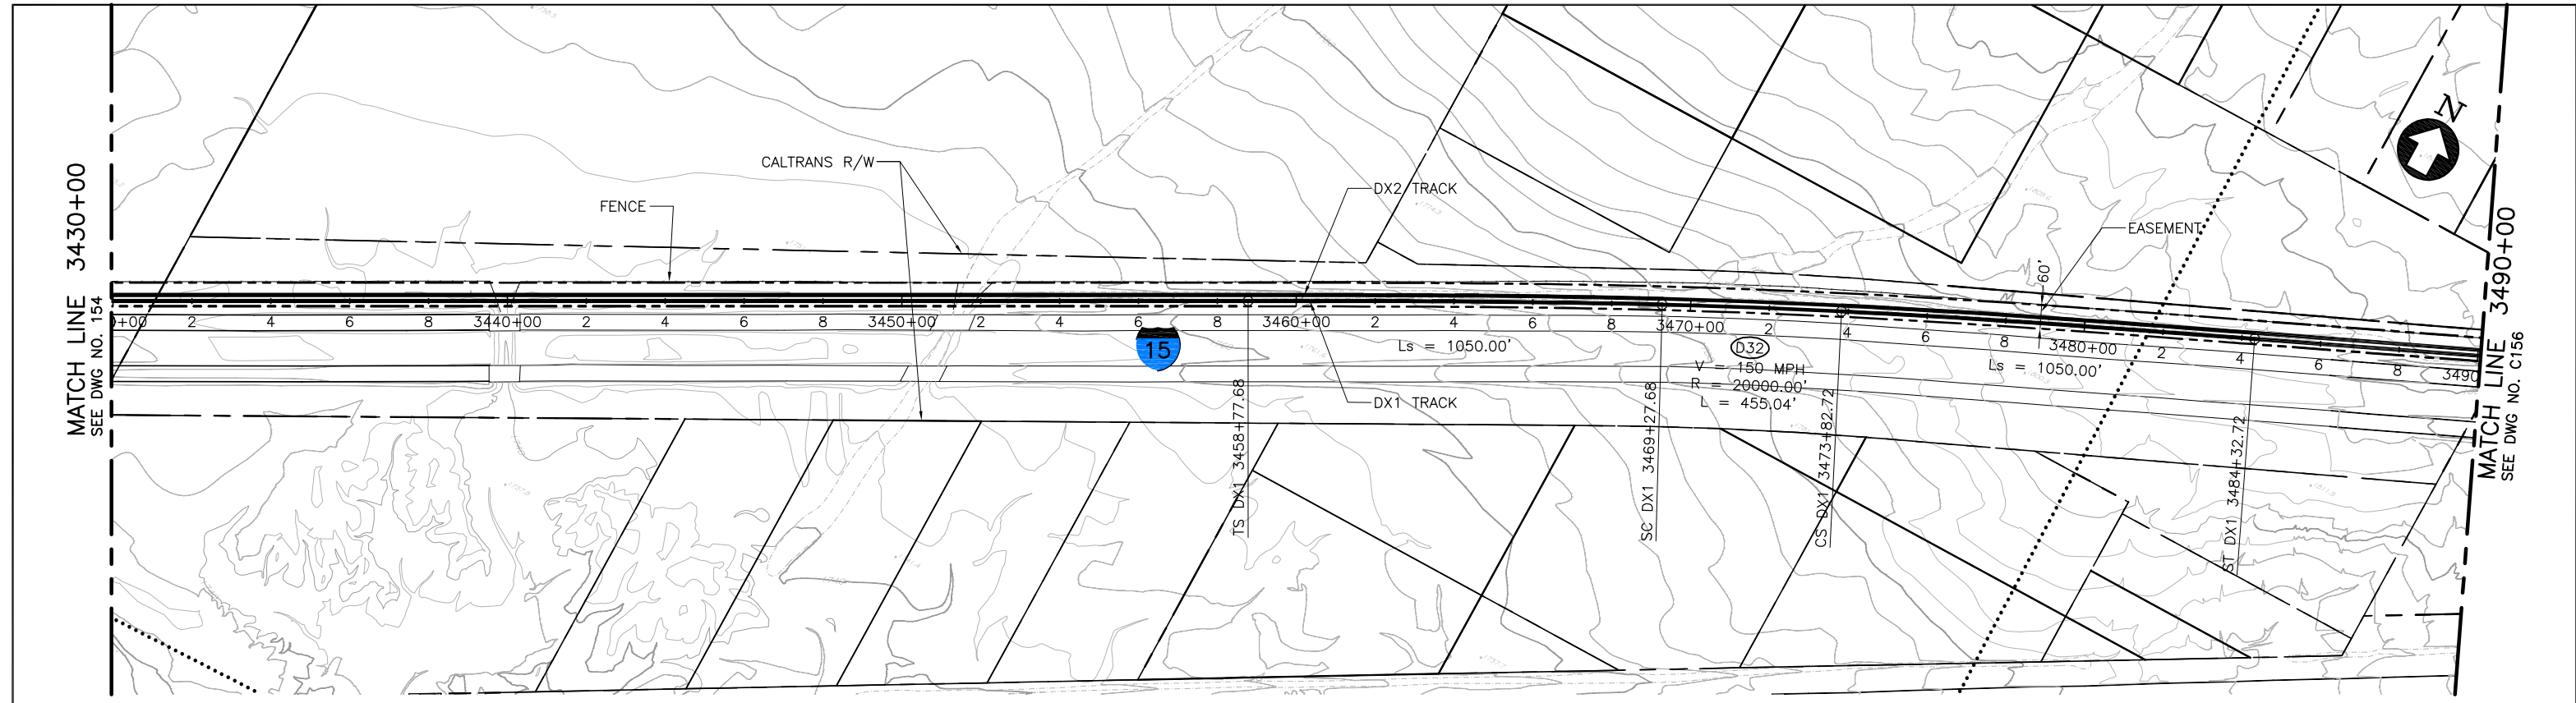 MATCH LINE 3430+00
SEE DWG NO. 154
CALTRANS R/W
FENCE
DX2 TRACK
EASEMENT
60'
N
0+00 2 4 6 8 3440+00 2 4 6 8 3450+00 2 4 6 8 3460+00 2 4 6 8 3470+00 2 4 6 8 3480+00 2 4 6 8 3490
15
Ls = 1050.00'
D32
V = 150 MPH
R = 20000.00'
L = 455.04'
Ls = 1050.00'
DX1 TRACK
TS DX1 3458+77.68
SC DX1 3469+27.68
CS DX1 3473+82.72
ST DX1 3484+32.72
MATCH LINE 3490+00
SEE DWG NO. C156